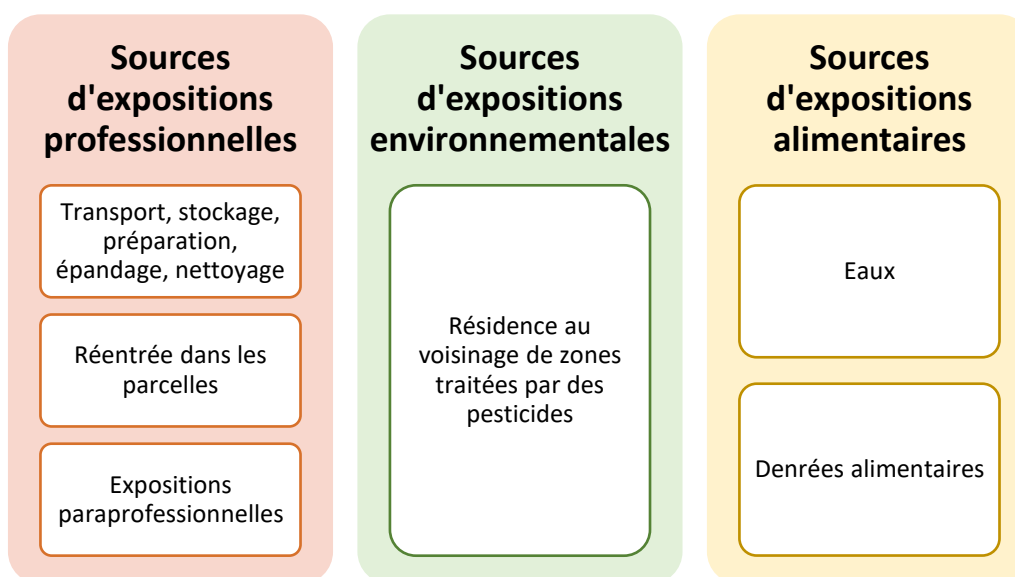 Sources
d'expositions
professionnelles
Transport, stockage,
préparation,
épandage, nettoyage
Réentrée dans les
parcelles
Expositions
paraprofessionnelles
Sources
d'expositions
environnementales
Résidence au
voisinage de zones
traitées par des
pesticides
Sources
d'expositions
alimentaires
Eaux
Denrées alimentaires